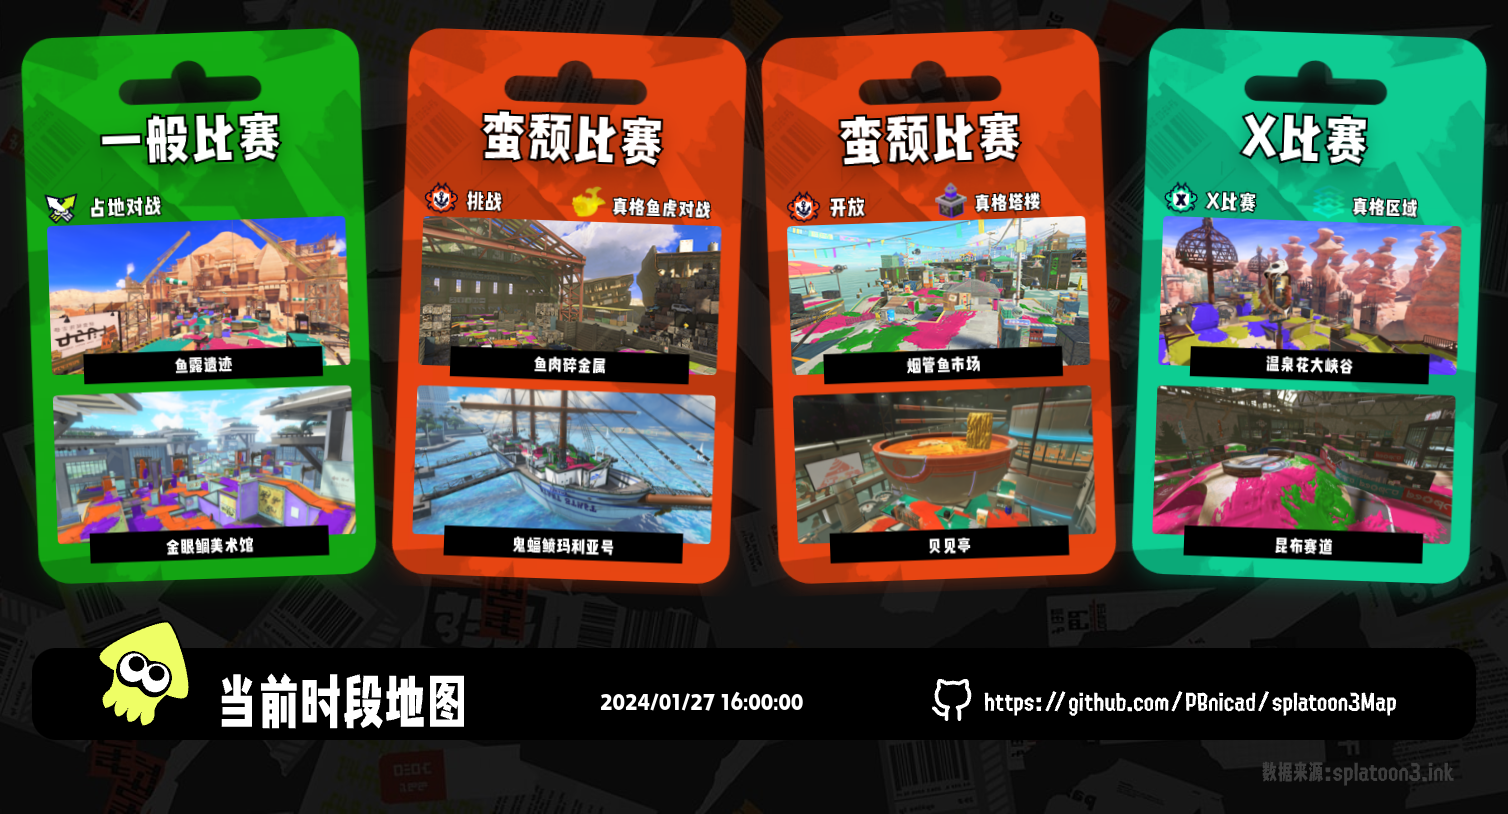 一般比赛
占地对战
鱼露遗迹
金眼鲷美术馆
蛮颓比赛
挑战
真格鱼虎对战
鱼肉碎金属
鬼蝠鲼玛利亚号
蛮颓比赛
开放
真格塔楼
烟管鱼市场
贝贝亭
X比赛
X比赛
真格区域
温泉花大峡谷
昆布赛道
当前时段地图
2024/01/27 16:00:00
https://github.com/PBnicad/splatoon3Map
数据来源:splatoon3.ink